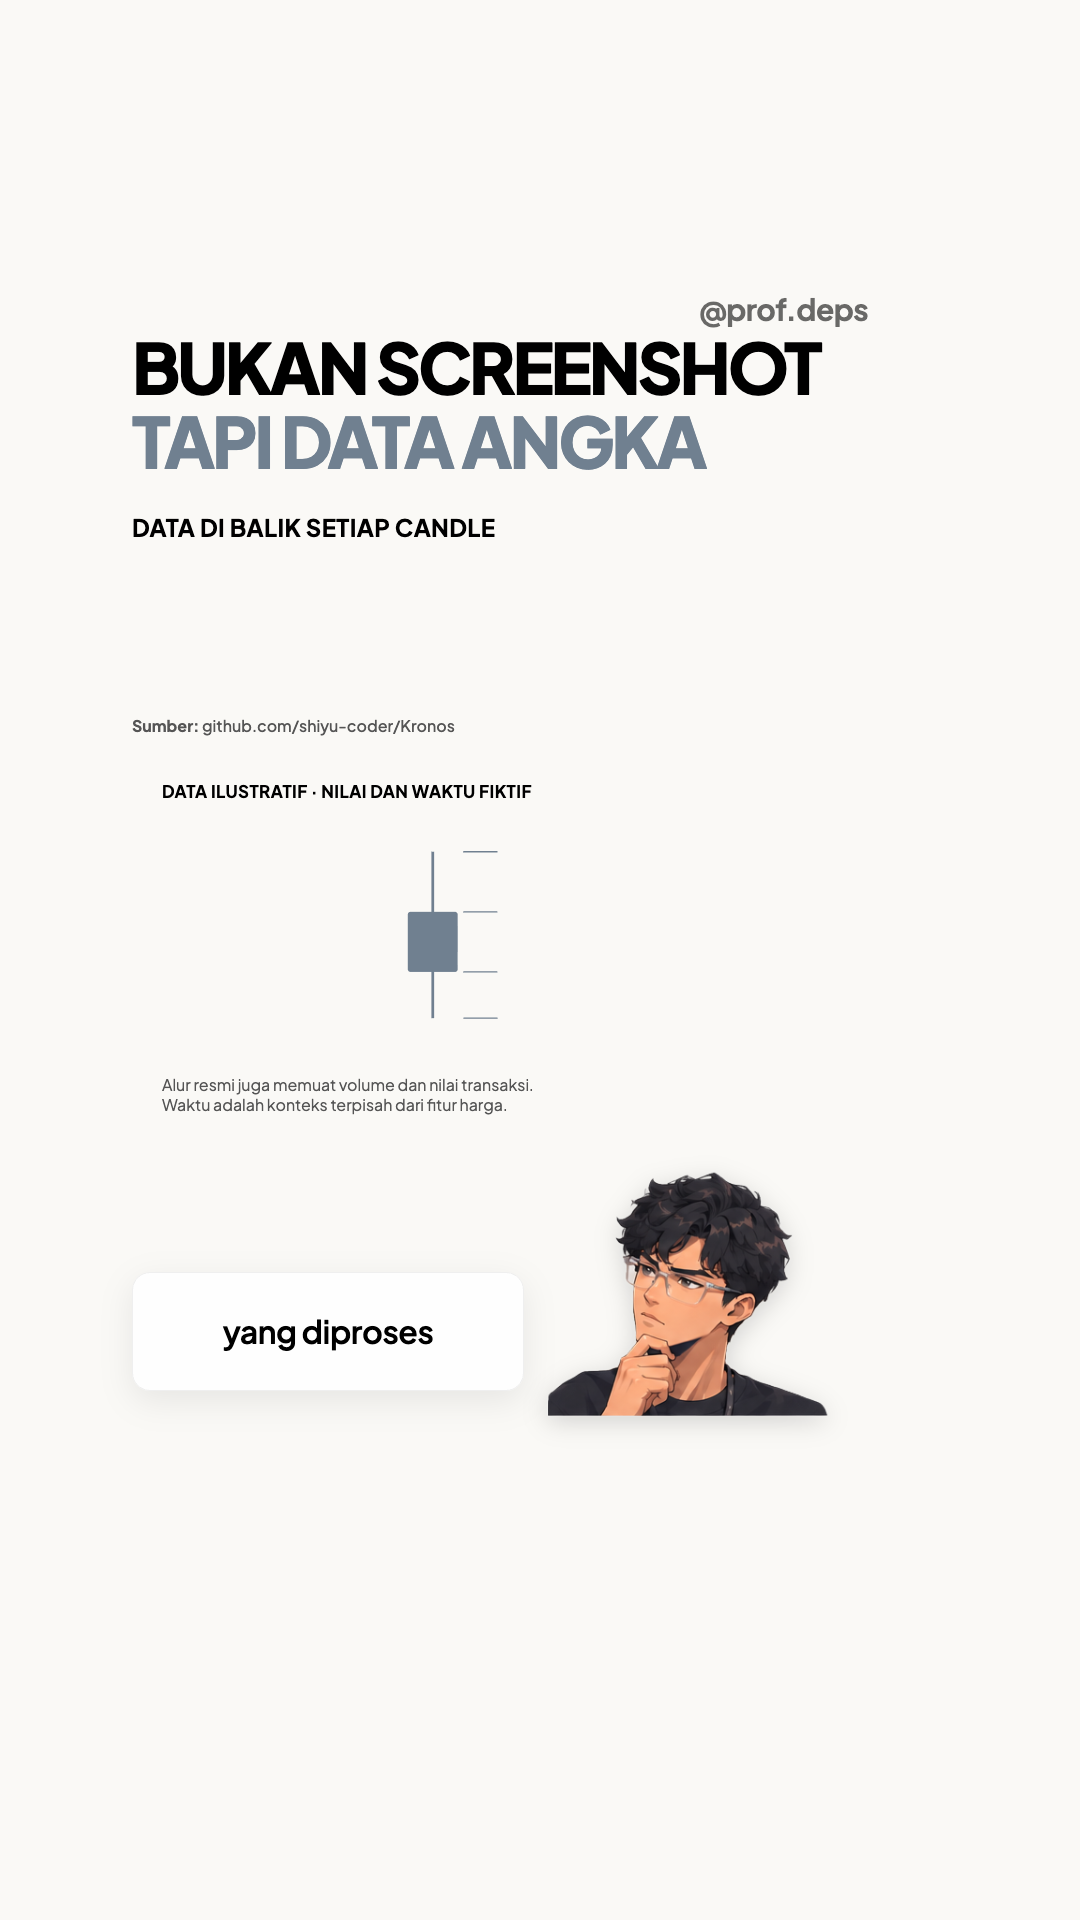 @prof.deps
BUKAN SCREENSHOT
TAPI DATA ANGKA
DATA DI BALIK SETIAP CANDLE
Sumber: github.com/shiyu-coder/Kronos
DATA ILUSTRATIF · NILAI DAN WAKTU FIKTIF
Alur resmi juga memuat volume dan nilai transaksi.
Waktu adalah konteks terpisah dari fitur harga.
yang diproses